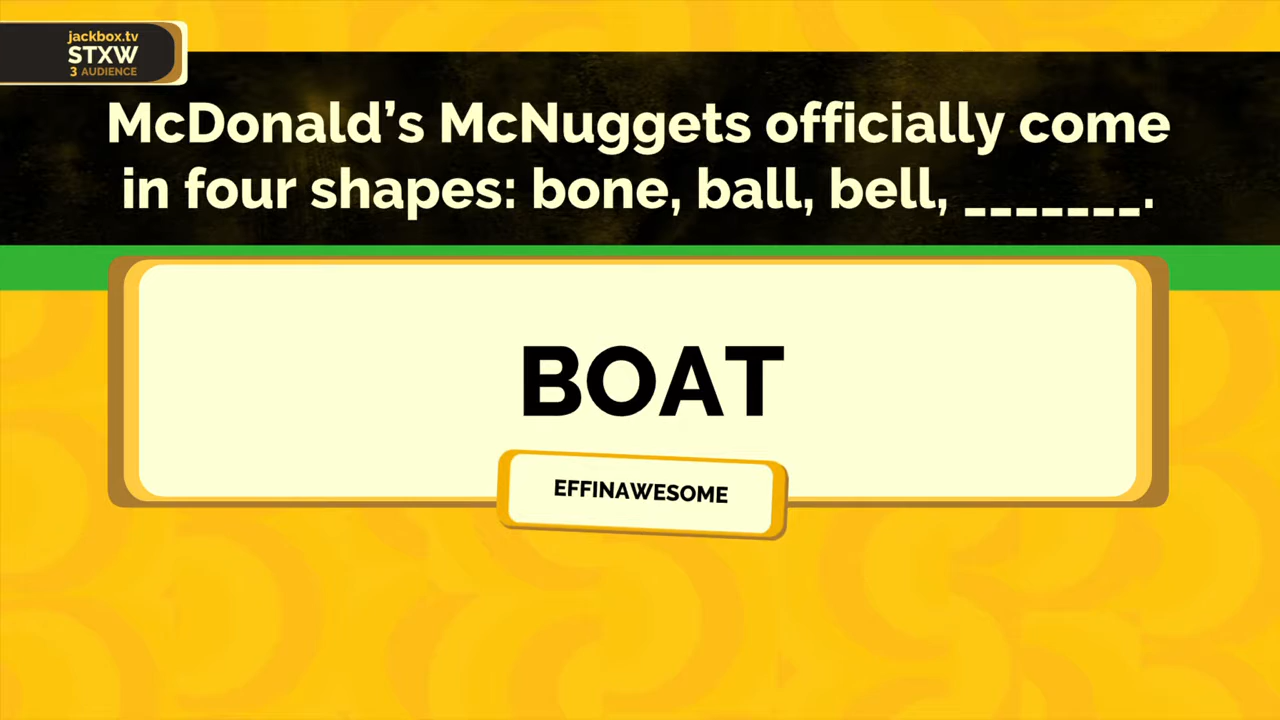 jackbox.tv
STXW
3 AUDIENCE
McDonald’s McNuggets officially come
in four shapes: bone, ball, bell, _______.
BOAT
EFFINAWESOME